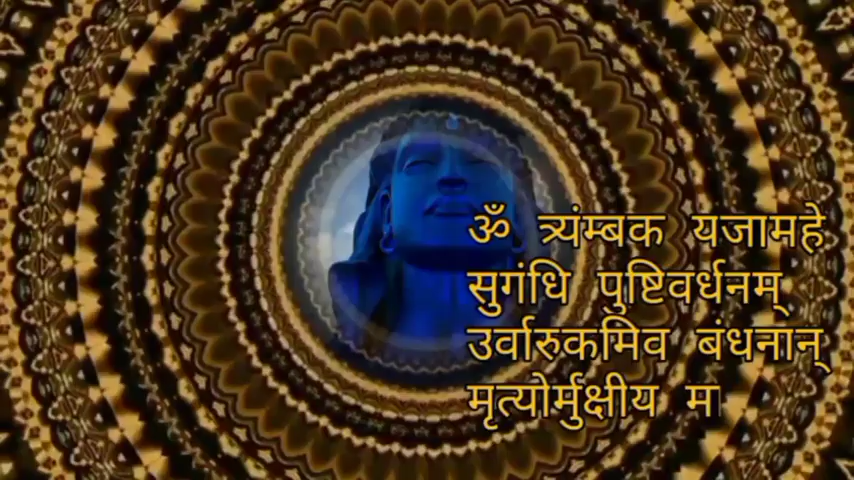 ॐ त्र्यंम्बक यजामहे
सुगंधि पुष्टिवर्धनम्
उर्वारुकमिव बंधनान्
मृत्योर्मुक्षीय मा